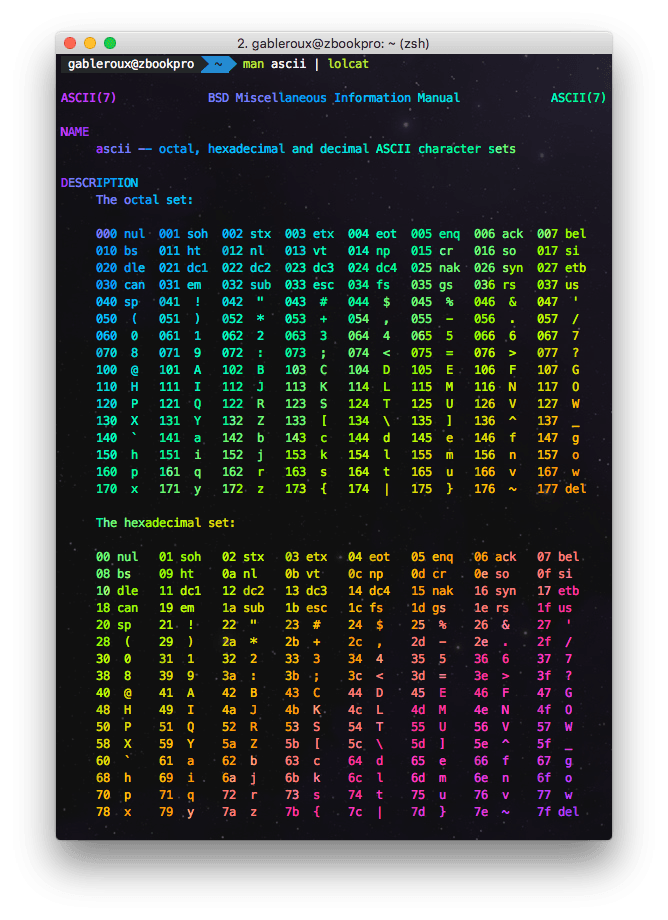 2. gableroux@zbookpro: ~ (zsh)
gableroux@zbookpro ~ man ascii | lolcat
ASCII(7) BSD Miscellaneous Information Manual ASCII(7)
NAME
ascii –– octal, hexadecimal and decimal ASCII character sets
DESCRIPTION
The octal set:
000 nul 001 soh 002 stx 003 etx 004 eot 005 enq 006 ack 007 bel
010 bs 011 ht 012 nl 013 vt 014 np 015 cr 016 so 017 si
020 dle 021 dc1 022 dc2 023 dc3 024 dc4 025 nak 026 syn 027 etb
030 can 031 em 032 sub 033 esc 034 fs 035 gs 036 rs 037 us
040 sp 041 ! 042 " 043 # 044 $ 045 % 046 & 047 '
050 ( 051 ) 052 * 053 + 054 , 055 - 056 . 057 /
060 0 061 1 062 2 063 3 064 4 065 5 066 6 067 7
070 8 071 9 072 : 073 ; 074 < 075 = 076 > 077 ?
100 @ 101 A 102 B 103 C 104 D 105 E 106 F 107 G
110 H 111 I 112 J 113 K 114 L 115 M 116 N 117 O
120 P 121 Q 122 R 123 S 124 T 125 U 126 V 127 W
130 X 131 Y 132 Z 133 [ 134 \ 135 ] 136 ^ 137 _
140 ` 141 a 142 b 143 c 144 d 145 e 146 f 147 g
150 h 151 i 152 j 153 k 154 l 155 m 156 n 157 o
160 p 161 q 162 r 163 s 164 t 165 u 166 v 167 w
170 x 171 y 172 z 173 { 174 | 175 } 176 ~ 177 del
The hexadecimal set:
00 nul 01 soh 02 stx 03 etx 04 eot 05 enq 06 ack 07 bel
08 bs 09 ht 0a nl 0b vt 0c np 0d cr 0e so 0f si
10 dle 11 dc1 12 dc2 13 dc3 14 dc4 15 nak 16 syn 17 etb
18 can 19 em 1a sub 1b esc 1c fs 1d gs 1e rs 1f us
20 sp 21 ! 22 " 23 # 24 $ 25 % 26 & 27 '
28 ( 29 ) 2a * 2b + 2c , 2d - 2e . 2f /
30 0 31 1 32 2 33 3 34 4 35 5 36 6 37 7
38 8 39 9 3a : 3b ; 3c < 3d = 3e > 3f ?
40 @ 41 A 42 B 43 C 44 D 45 E 46 F 47 G
48 H 49 I 4a J 4b K 4c L 4d M 4e N 4f O
50 P 51 Q 52 R 53 S 54 T 55 U 56 V 57 W
58 X 59 Y 5a Z 5b [ 5c \ 5d ] 5e ^ 5f _
60 ` 61 a 62 b 63 c 64 d 65 e 66 f 67 g
68 h 69 i 6a j 6b k 6c l 6d m 6e n 6f o
70 p 71 q 72 r 73 s 74 t 75 u 76 v 77 w
78 x 79 y 7a z 7b { 7c | 7d } 7e ~ 7f del